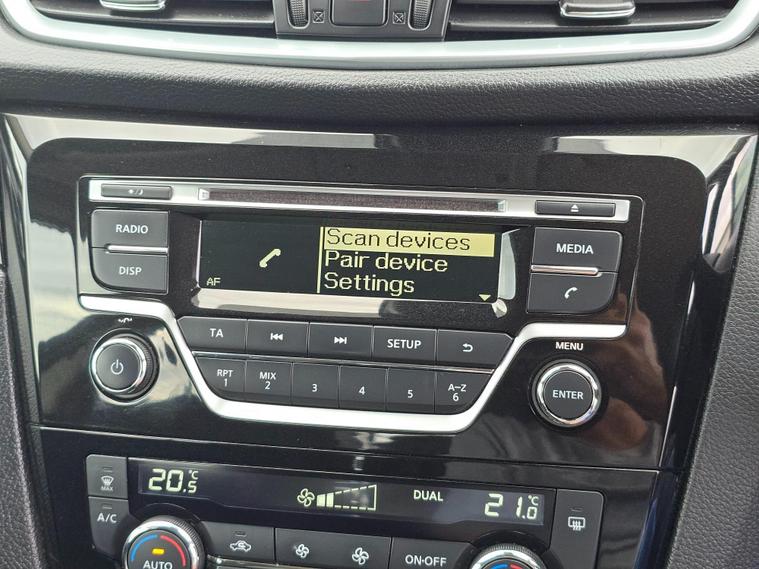 RADIO
DISP
AF
Scan devices
Pair device
Settings
MEDIA
TA
SETUP
MENU
RPT
1
MIX
2
3
4
5
A-Z
6
ENTER
MAX
20.5 °C
DUAL
21.0 °C
A/C
AUTO
ON·OFF